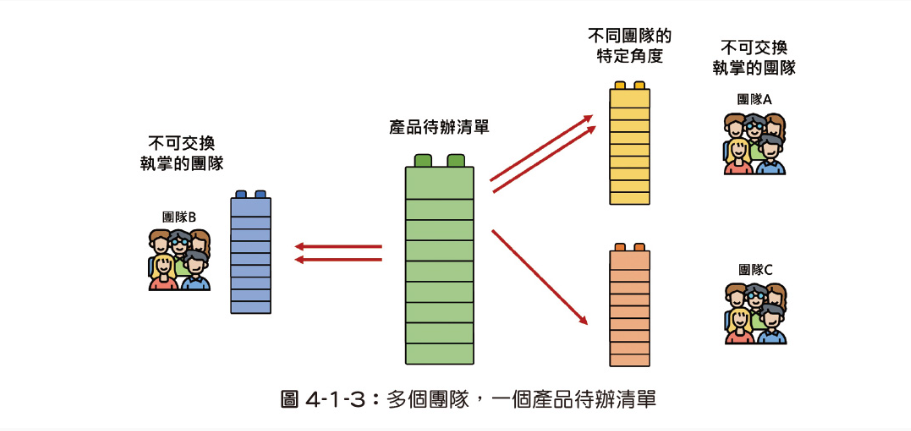 不同團隊的
特定角度
不可交換
執掌的團隊
團隊A
產品待辦清單
不可交換
執掌的團隊
團隊B
團隊C
圖 4-1-3：多個團隊，一個產品待辦清單